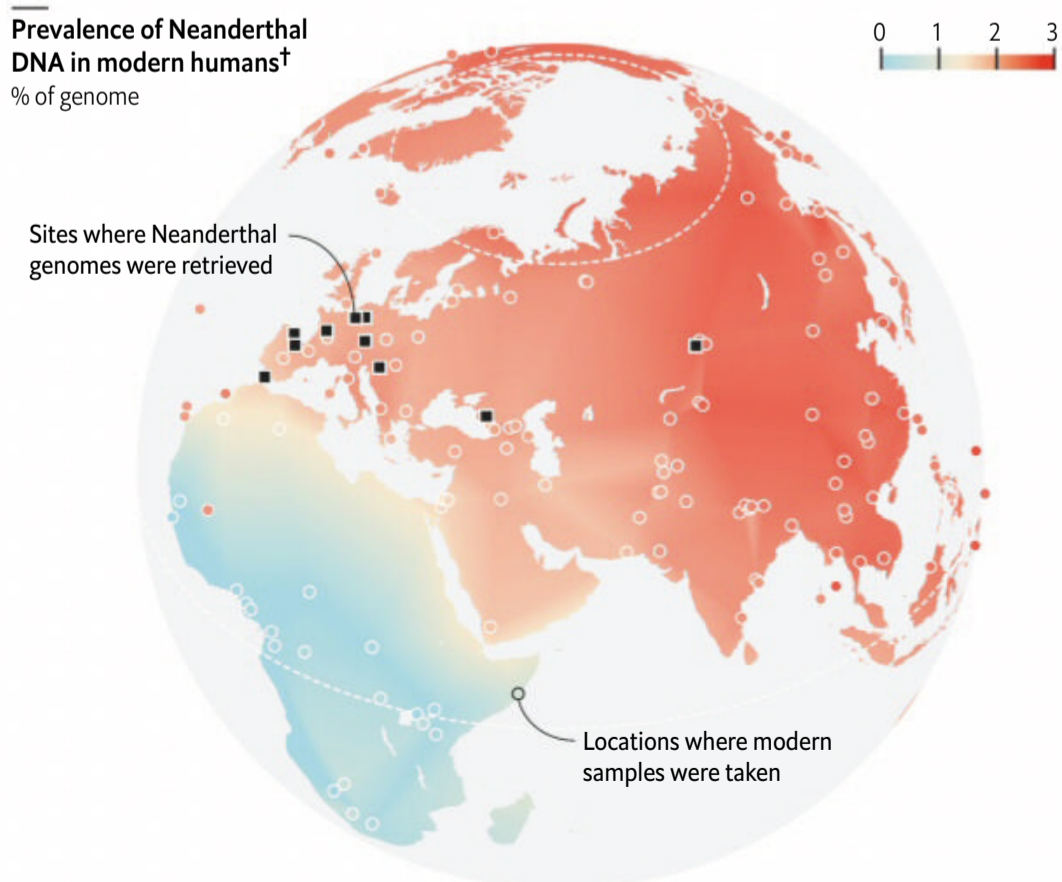 Prevalence of Neanderthal
DNA in modern humans†
% of genome
0 1 2 3
Sites where Neanderthal
genomes were retrieved
Locations where modern
samples were taken